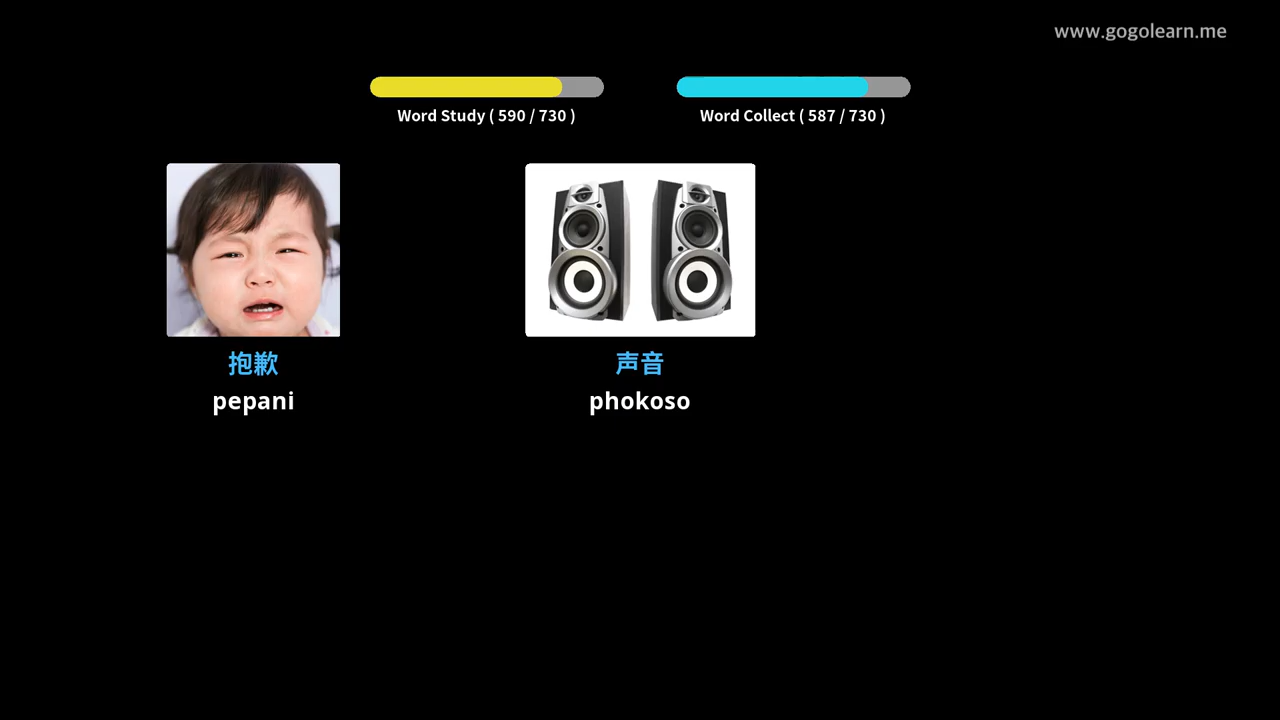 www.gogolearn.me
Word Study ( 590 / 730 )
Word Collect ( 587 / 730 )
抱歉
pepani
声音
phokoso